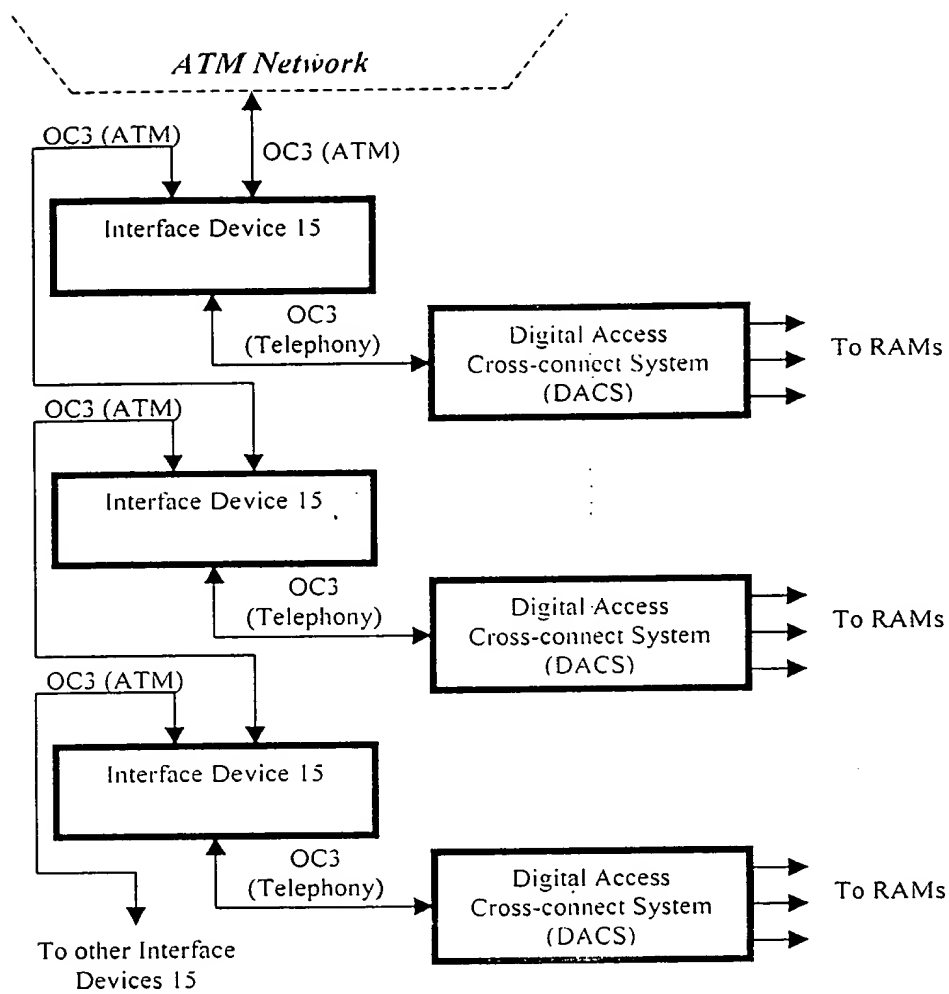 ATM Network
OC3 (ATM)
OC3 (ATM)
Interface Device 15
OC3
(Telephony)
Digital Access
Cross-connect System
(DACS)
To RAMs
OC3 (ATM)
Interface Device 15
OC3
(Telephony)
Digital Access
Cross-connect System
(DACS)
To RAMs
OC3 (ATM)
Interface Device 15
OC3
(Telephony)
Digital Access
Cross-connect System
(DACS)
To RAMs
To other Interface
Devices 15